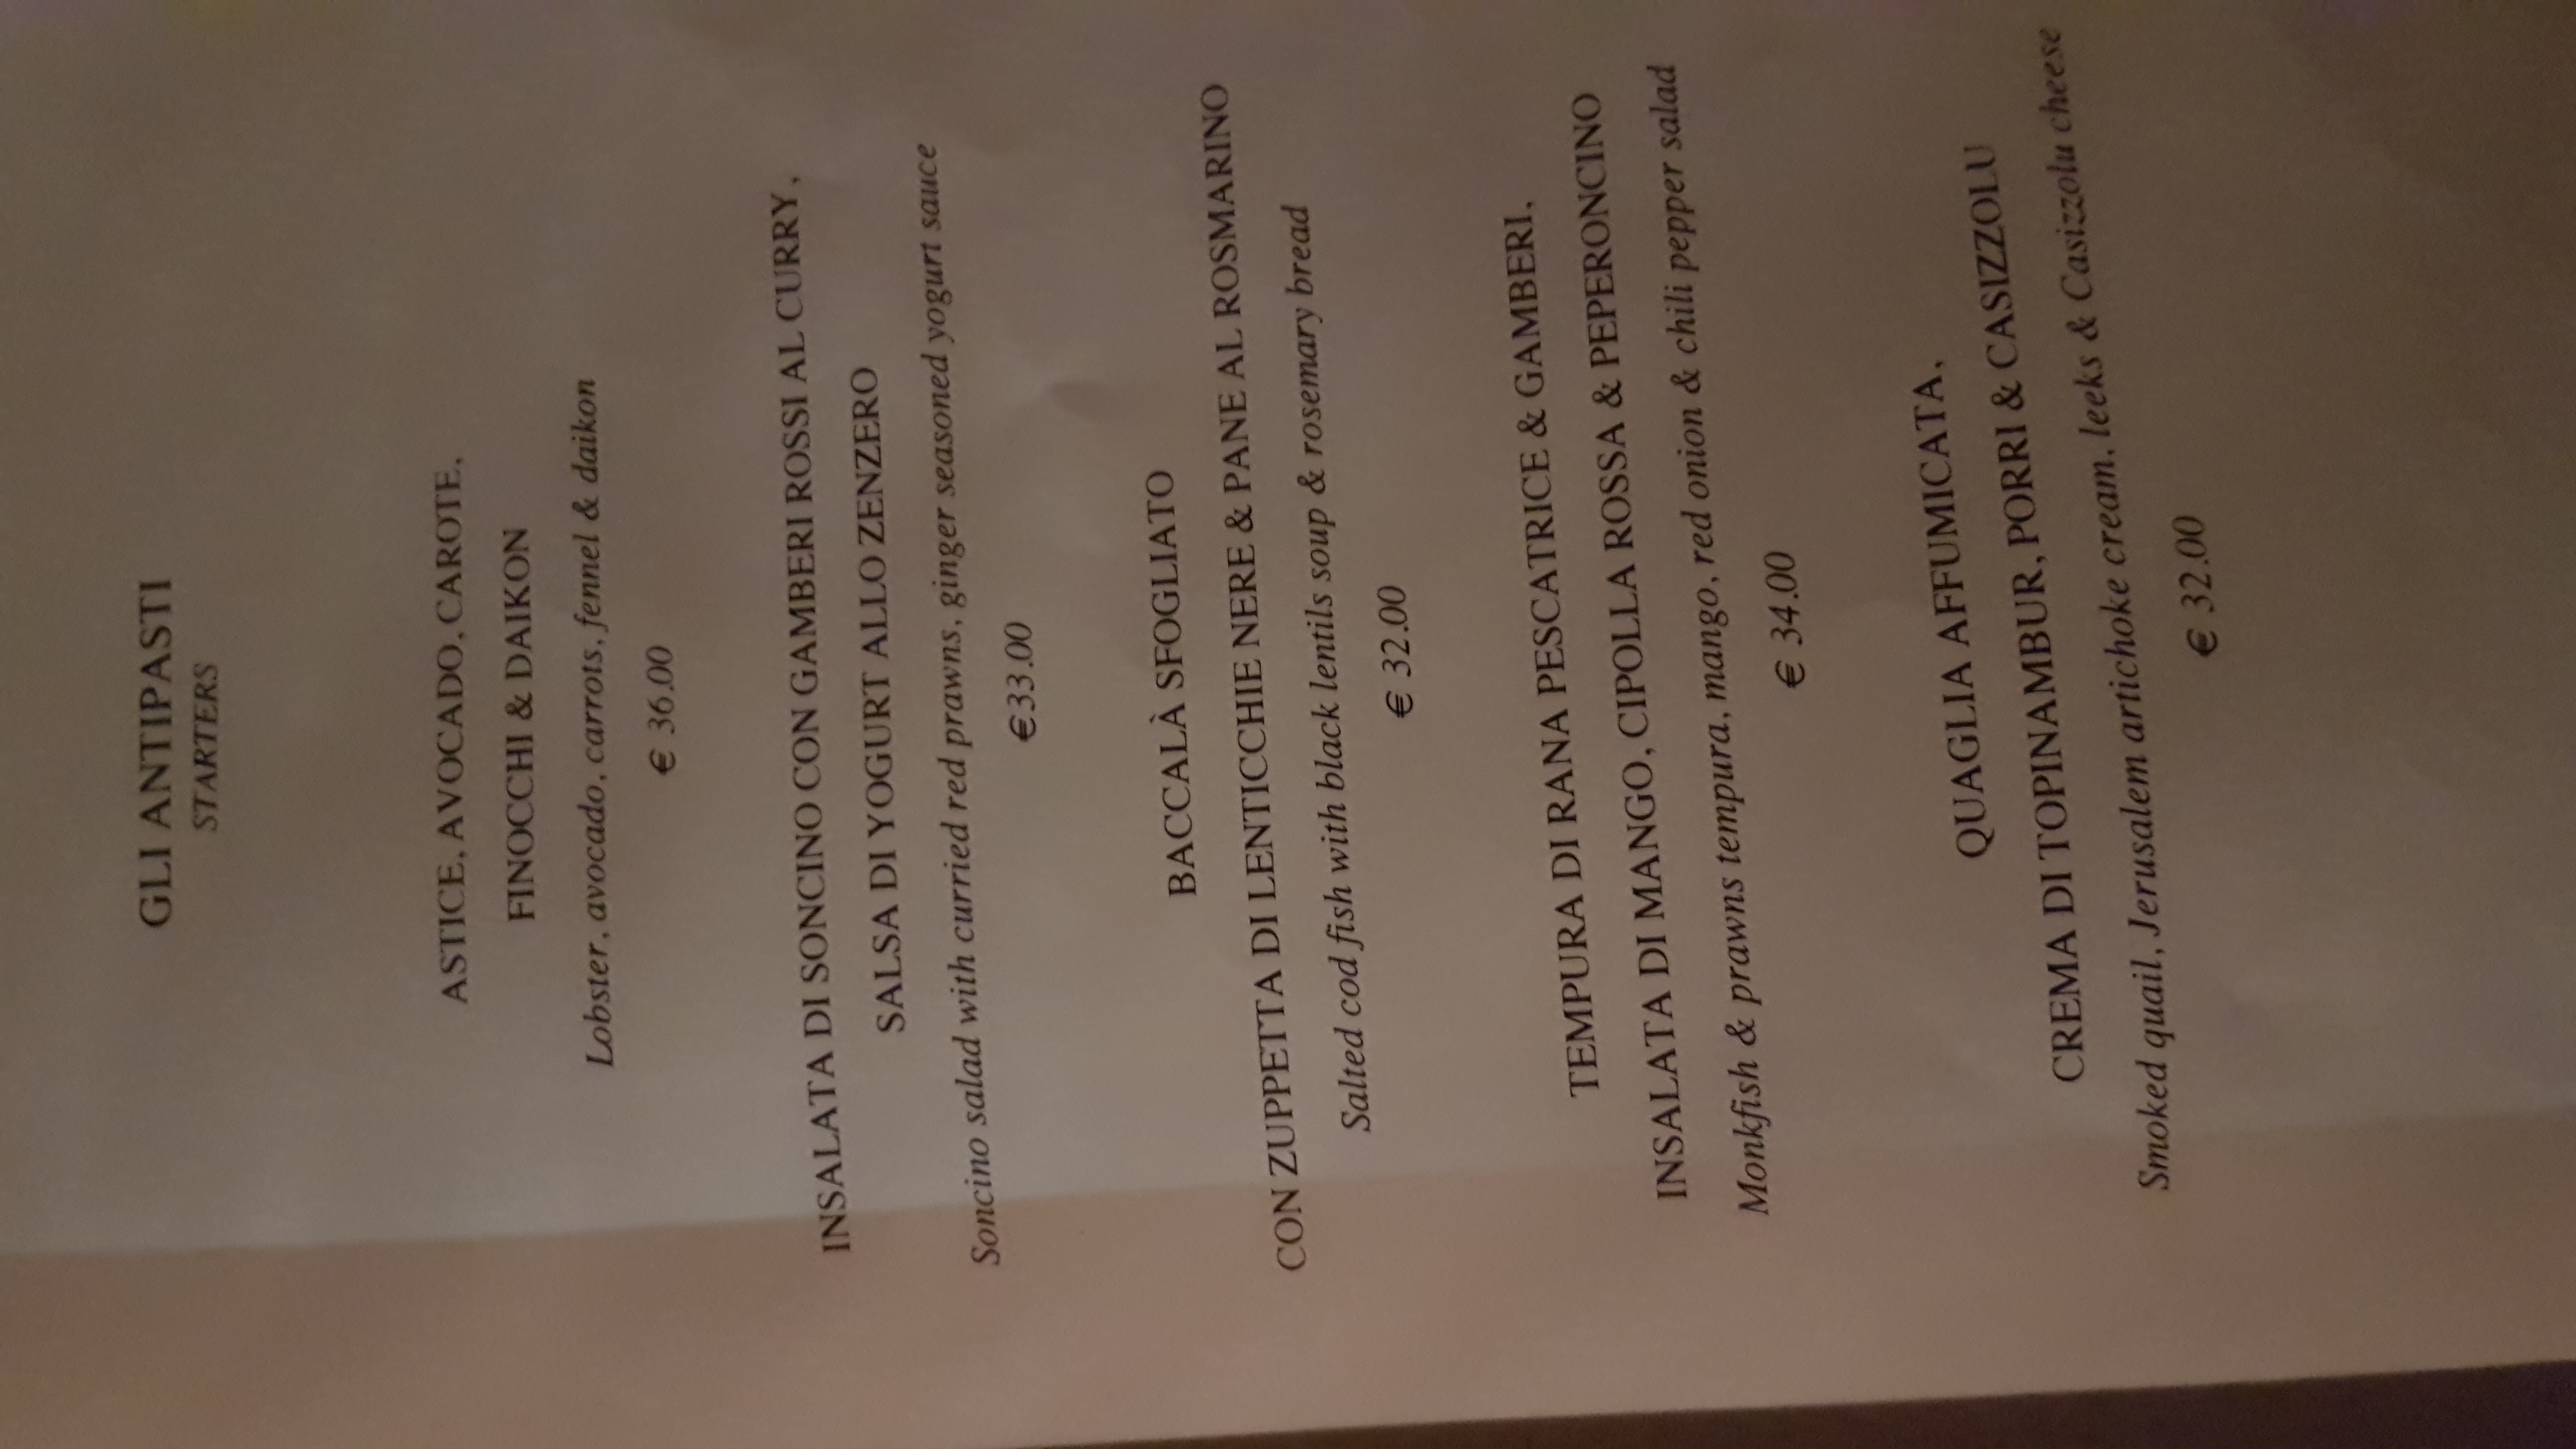 GLI ANTIPASTI
STARTERS
ASTICE, AVOCADO, CAROTE,
FINOCCHI & DAIKON
Lobster, avocado, carrots, fennel & daikon
€ 36.00
INSALATA DI SONCINO CON GAMBERI ROSSI AL CURRY,
SALSA DI YOGURT ALLO ZENZERO
Soncino salad with curried red prawns, ginger seasoned yogurt sauce
€33.00
BACCALÀ SFOGLIATO
CON ZUPPETTA DI LENTICCHIE NERE & PANE AL ROSMARINO
Salted cod fish with black lentils soup & rosemary bread
€ 32.00
TEMPURA DI RANA PESCATRICE & GAMBERI,
INSALATA DI MANGO, CIPOLLA ROSSA & PEPERONCINO
Monkfish & prawns tempura, mango, red onion & chili pepper salad
€ 34.00
QUAGLIA AFFUMICATA,
CREMA DI TOPINAMBUR, PORRI & CASIZZOLU
Smoked quail, Jerusalem artichoke cream, leeks & Casizzolu cheese
€ 32.00